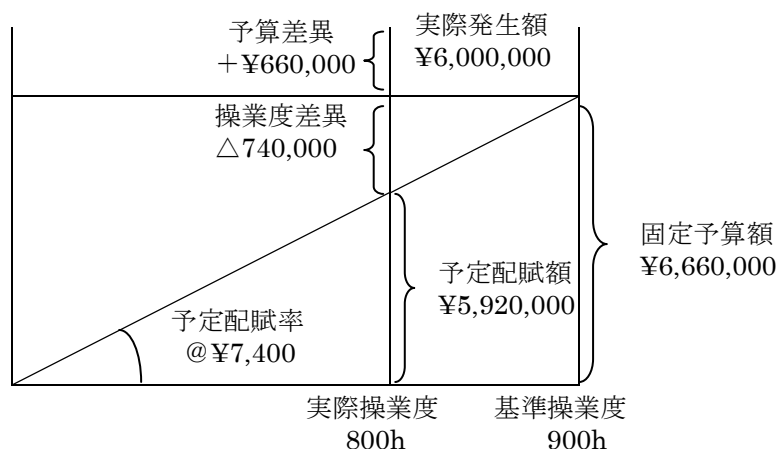 予算差異
＋¥660,000
実際発生額
¥6,000,000
操業度差異
△740,000
固定予算額
¥6,660,000
予定配賦額
¥5,920,000
予定配賦率
@¥7,400
実際操業度
800h
基準操業度
900h